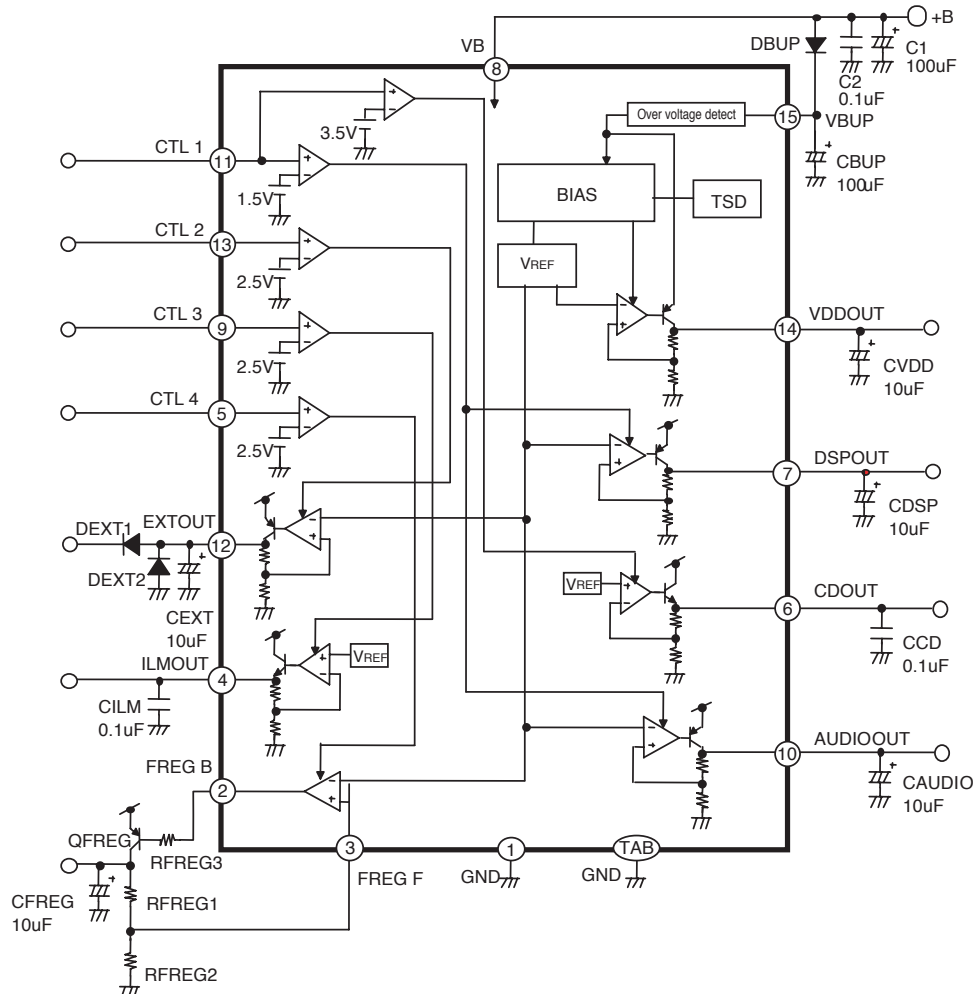 +B
VB
8
DBUP
C1
100uF
C2
0.1uF
Over voltage detect
15
VBUP
CBUP
100uF
+
-
3.5V
CTL 1
11
+
-
1.5V
BIAS
TSD
CTL 2
13
+
-
2.5V
VREF
CTL 3
9
+
-
2.5V
-
+
14
VDDOUT
CVDD
10uF
CTL 4
5
+
-
2.5V
-
+
7
DSPOUT
CDSP
10uF
DEXT1
EXTOUT
12
-
+
DEXT2
CEXT
10uF
VREF
+
-
6
CDOUT
CCD
0.1uF
ILMOUT
4
+
-
VREF
CILM
0.1uF
-
+
10
AUDIOOUT
CAUDIO
10uF
FREG B
2
-
+
QFREG
RFREG3
3
FREG F
1
GND
TAB
GND
CFREG
10uF
RFREG1
RFREG2